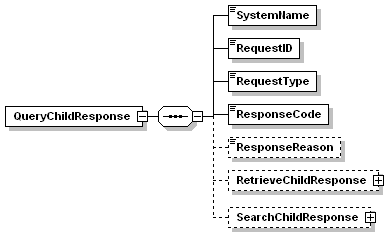 SystemName
RequestID
RequestType
QueryChildResponse
ResponseCode
ResponseReason
RetrieveChildResponse
SearchChildResponse